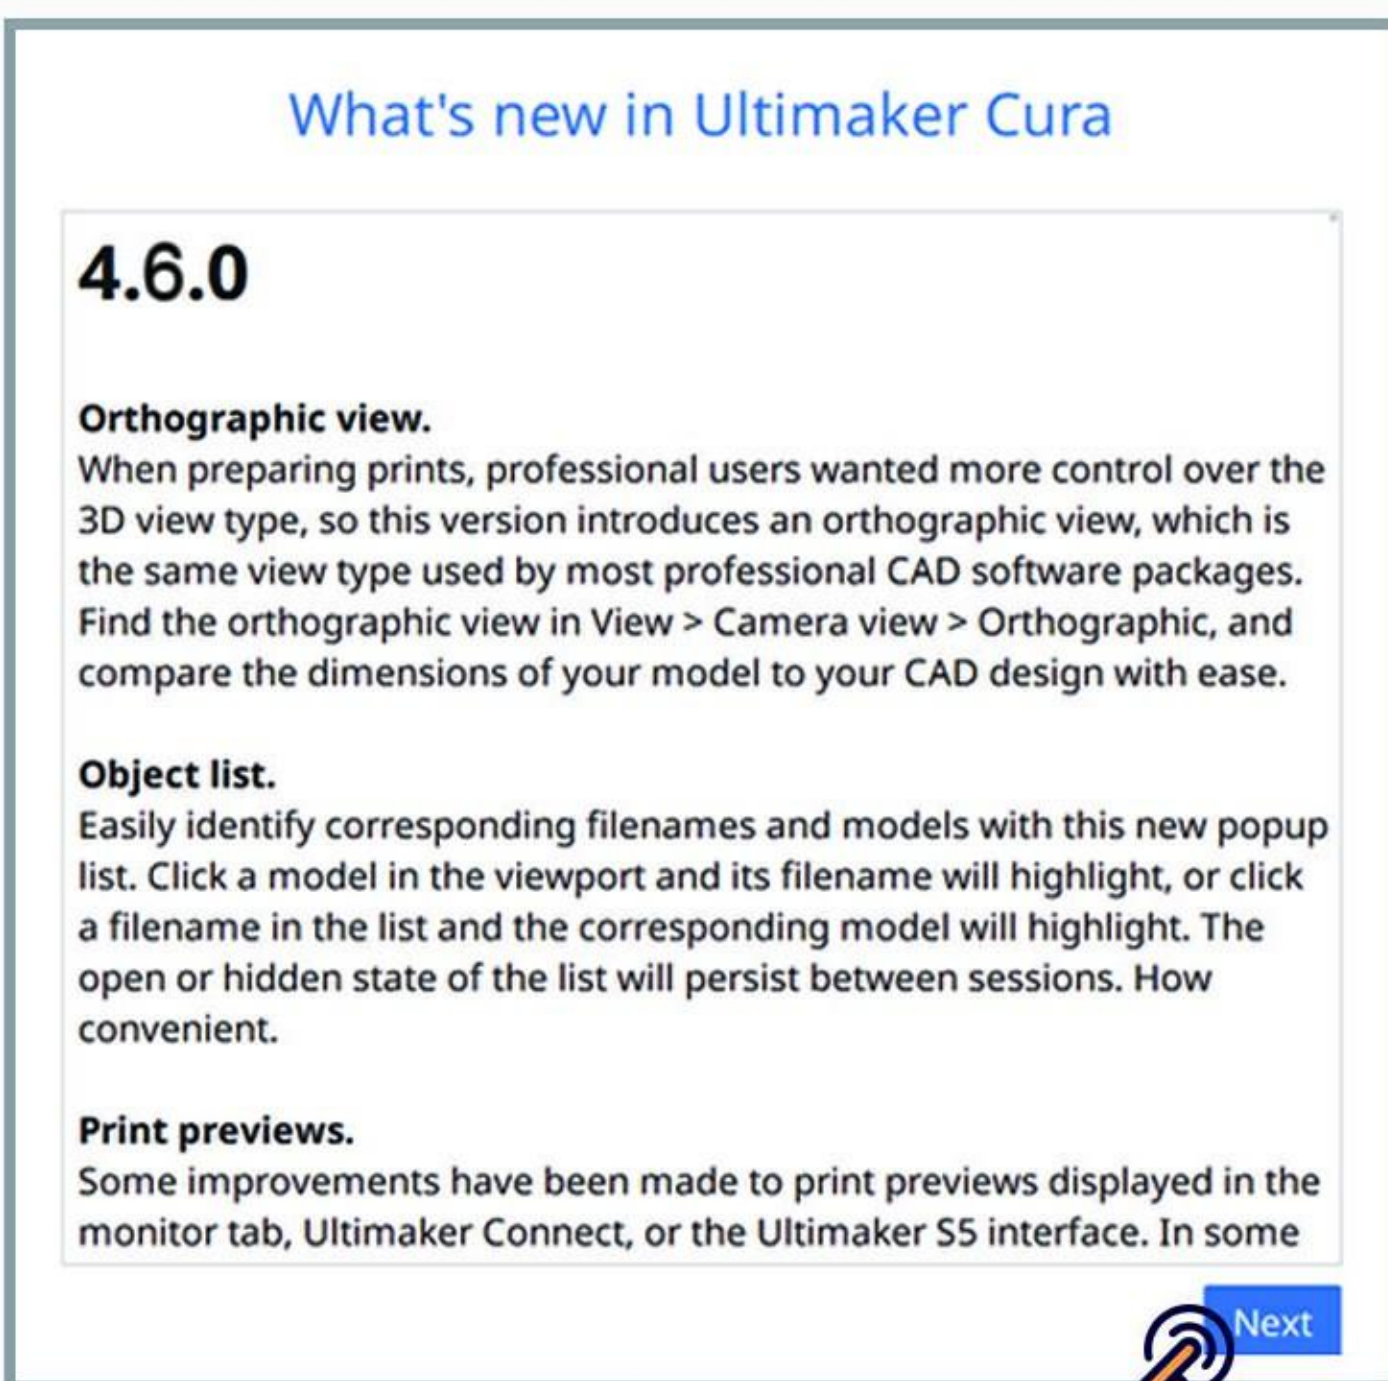 What's new in Ultimaker Cura
4.6.0
Orthographic view.
When preparing prints, professional users wanted more control over the
3D view type, so this version introduces an orthographic view, which is
the same view type used by most professional CAD software packages.
Find the orthographic view in View > Camera view > Orthographic, and
compare the dimensions of your model to your CAD design with ease.
Object list.
Easily identify corresponding filenames and models with this new popup
list. Click a model in the viewport and its filename will highlight, or click
a filename in the list and the corresponding model will highlight. The
open or hidden state of the list will persist between sessions. How
convenient.
Print previews.
Some improvements have been made to print previews displayed in the
monitor tab, Ultimaker Connect, or the Ultimaker S5 interface. In some
Next